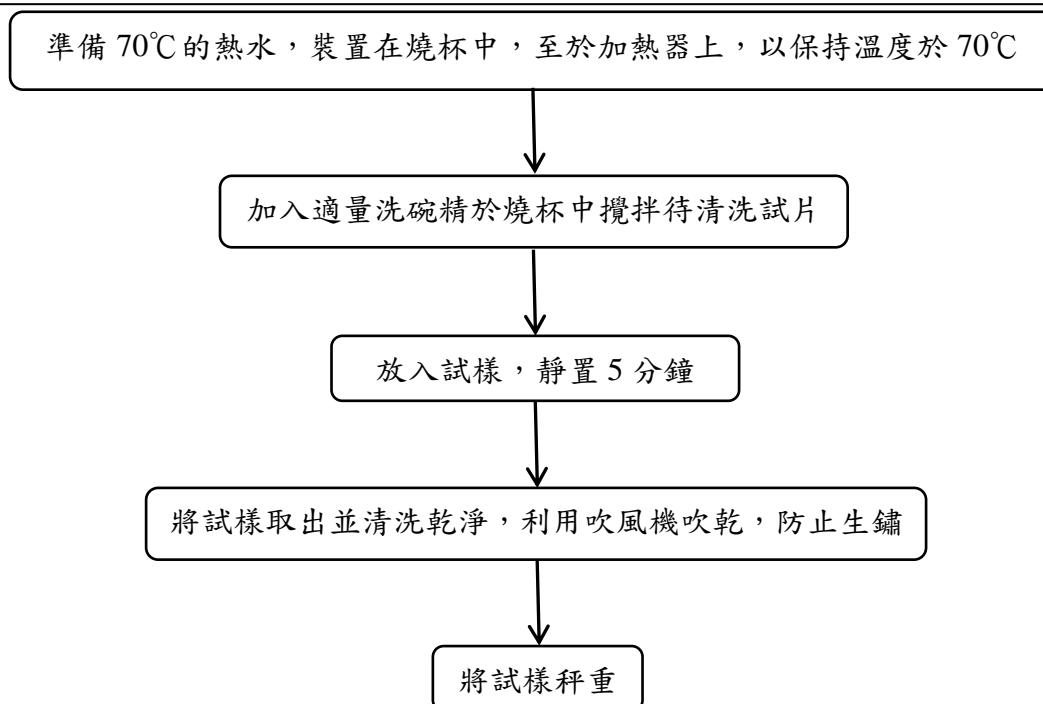 準備 70℃的熱水，裝置在燒杯中，至於加熱器上，以保持溫度於 70℃
加入適量洗碗精於燒杯中攪拌待清洗試片
放入試樣，靜置 5 分鐘
將試樣取出並清洗乾淨，利用吹風機吹乾，防止生鏽
將試樣秤重